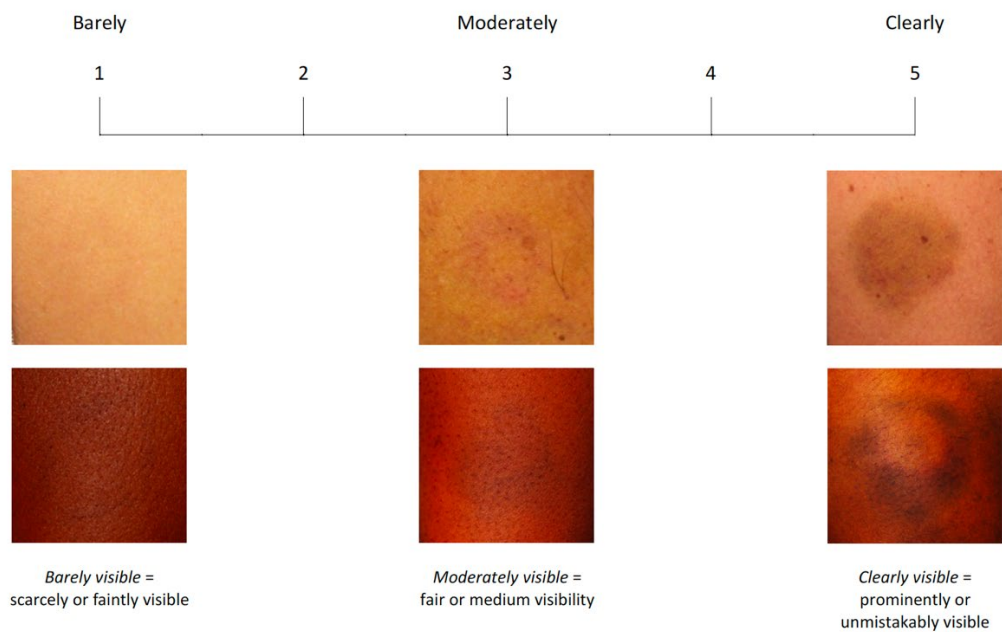 Barely Moderately Clearly
1 2 3 4 5
Barely visible = Moderately visible = Clearly visible =
scarcely or faintly visible fair or medium visibility prominently or
unmistakably visible